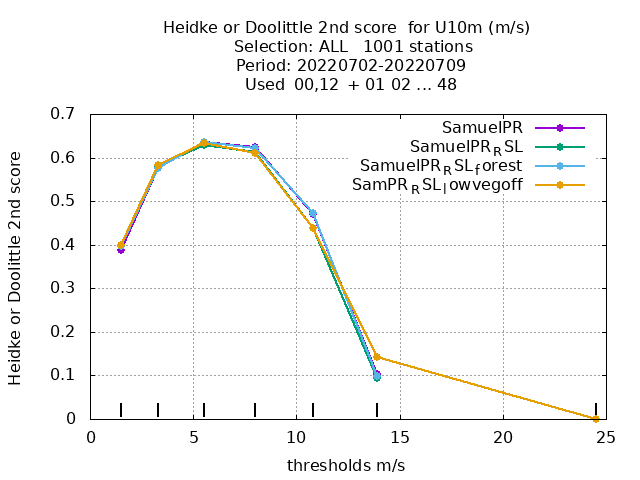 Heidke or Doolittle 2nd score  for U10m (m/s)
Selection: ALL   1001 stations
Period: 20220702-20220709
Used  00,12  + 01 02 ... 48
SamuelPR
SamuelPR_RSL
SamuelPR_RSL_forest
SamPR_RSL_lowvegoff
Heidke or Doolittle 2nd score
0.7
0.6
0.5
0.4
0.3
0.2
0.1
0
0 5 10 15 20 25
thresholds m/s